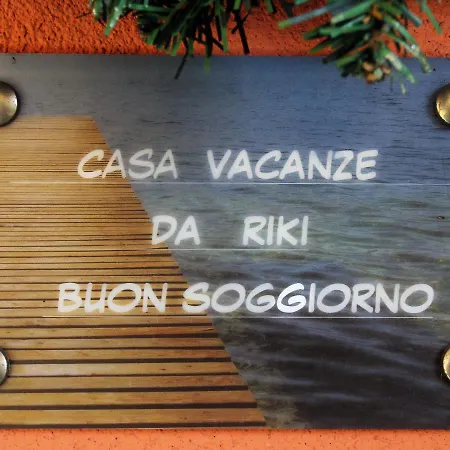 CASA VACANZE
DA RIKI
BUON SOGGIORNO